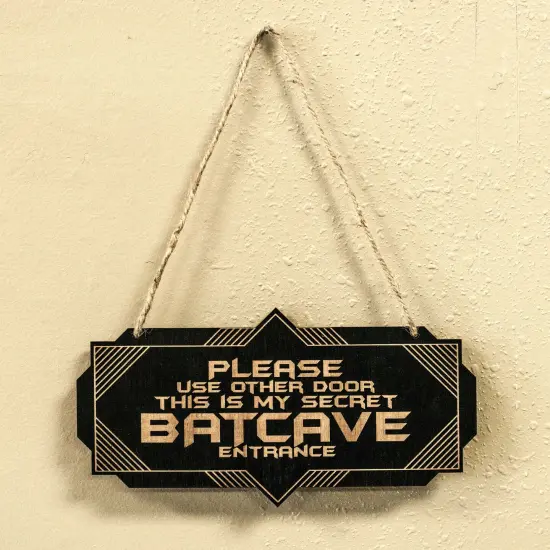 PLEASE
USE OTHER DOOR
THIS IS MY SECRET
BATCAVE
ENTRANCE